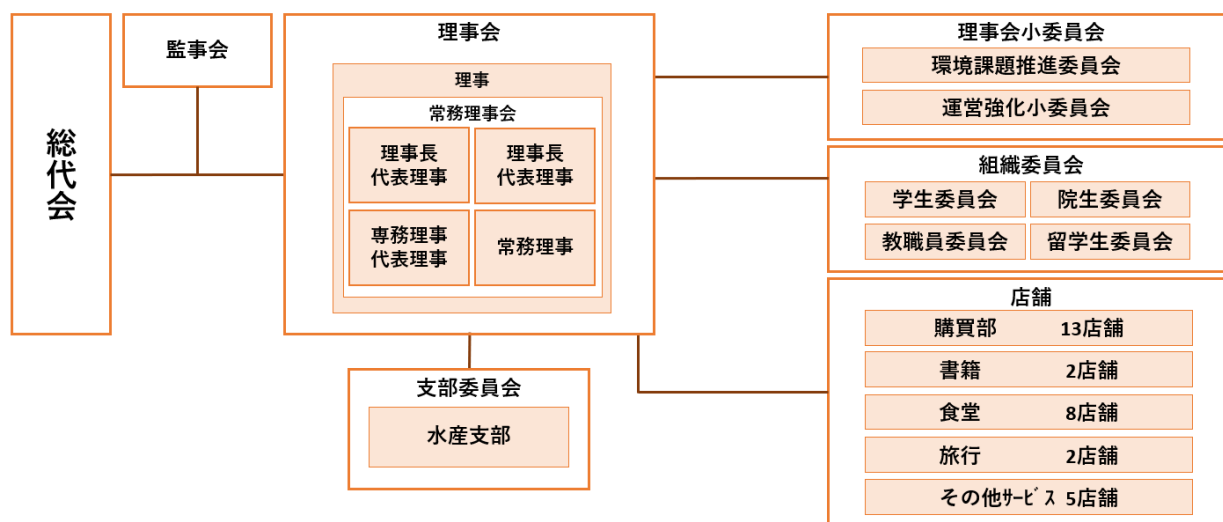 総代会
監事会
理事会
理事
常務理事会
理事長
代表理事
理事長
代表理事
専務理事
代表理事
常務理事
支部委員会
水産支部
理事会小委員会
環境課題推進委員会
運営強化小委員会
組織委員会
学生委員会
院生委員会
教職員委員会
留学生委員会
店舗
購買部 13店舗
書籍 2店舗
食堂 8店舗
旅行 2店舗
その他ｻｰﾋﾞｽ 5店舗